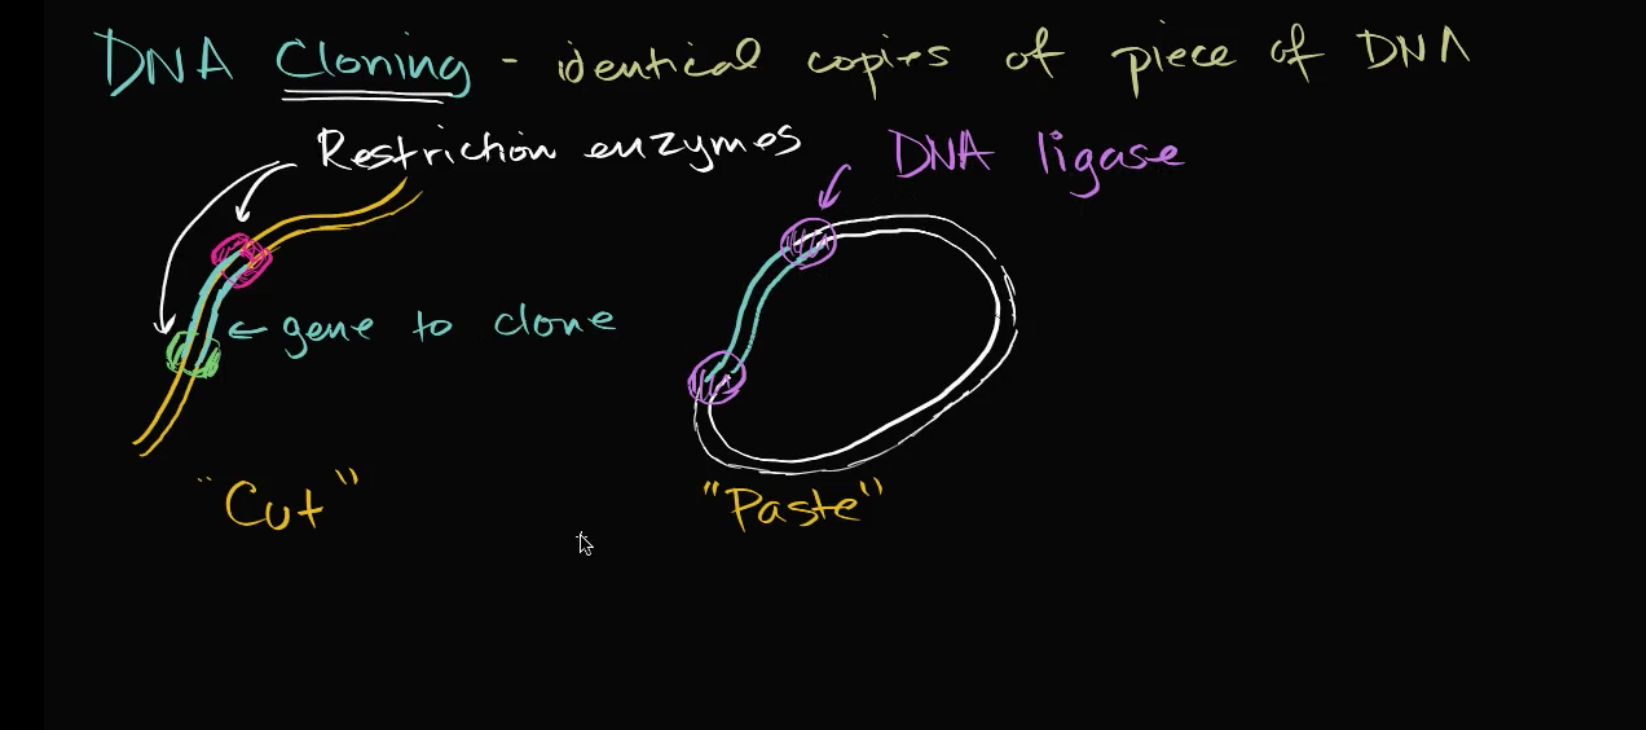 DNA Cloning - identical copies of piece of DNA
Restriction enzymes DNA ligase
← gene to clone
"Cut" "Paste"